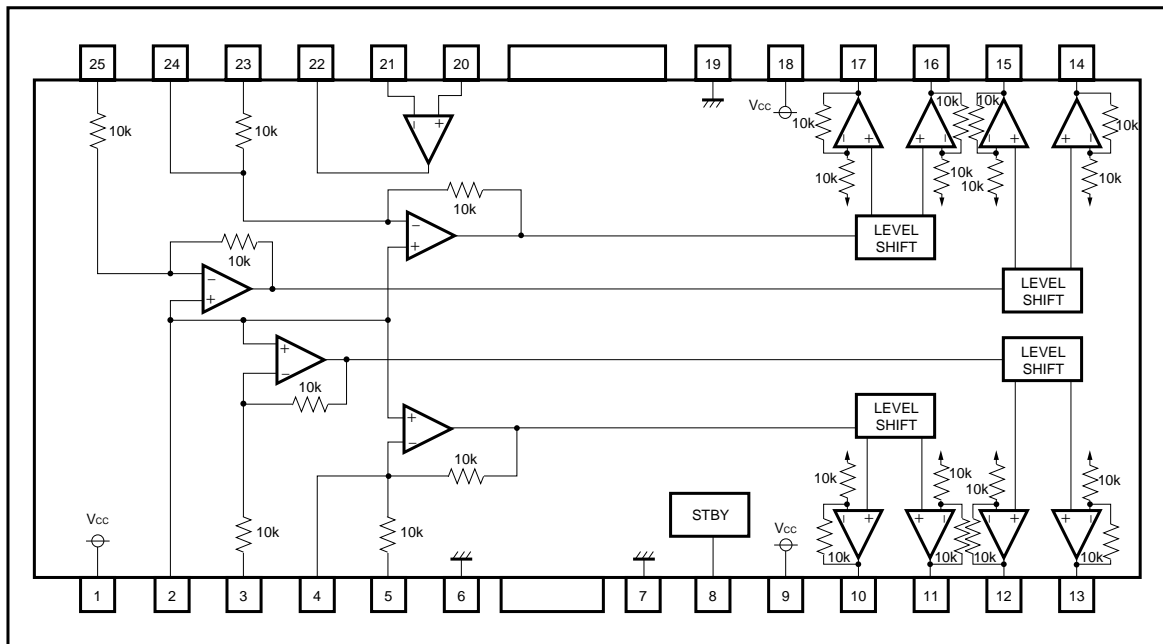 25 24 23 22 21 20 19 18 17 16 15 14
Vcc
10k 10k
10k 10k 10k 10k
10k 10k 10k 10k
10k
10k
LEVEL
SHIFT
LEVEL
SHIFT
10k
LEVEL
SHIFT
10k
LEVEL
SHIFT
10k
10k 10k 10k 10k
STBY
Vcc
Vcc
10k 10k
10k 10k 10k 10k
1 2 3 4 5 6 7 8 9 10 11 12 13
− +
− +
− +
+ −
+ −
− + + − − + + −
− + + − − + + −